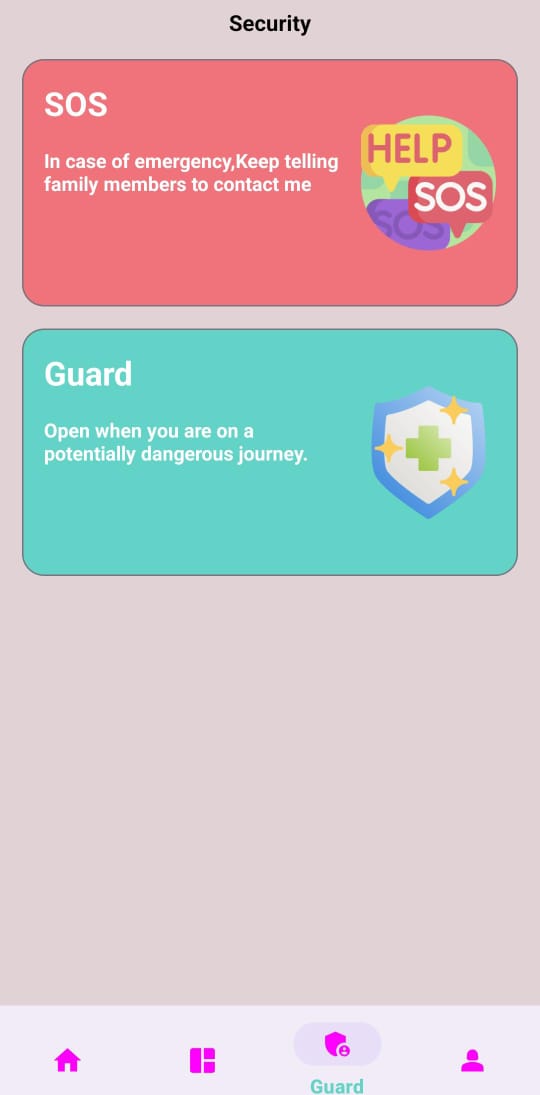 Security
SOS
In case of emergency,Keep telling
family members to contact me
HELP
SOS
SOS
Guard
Open when you are on a
potentially dangerous journey.
Guard